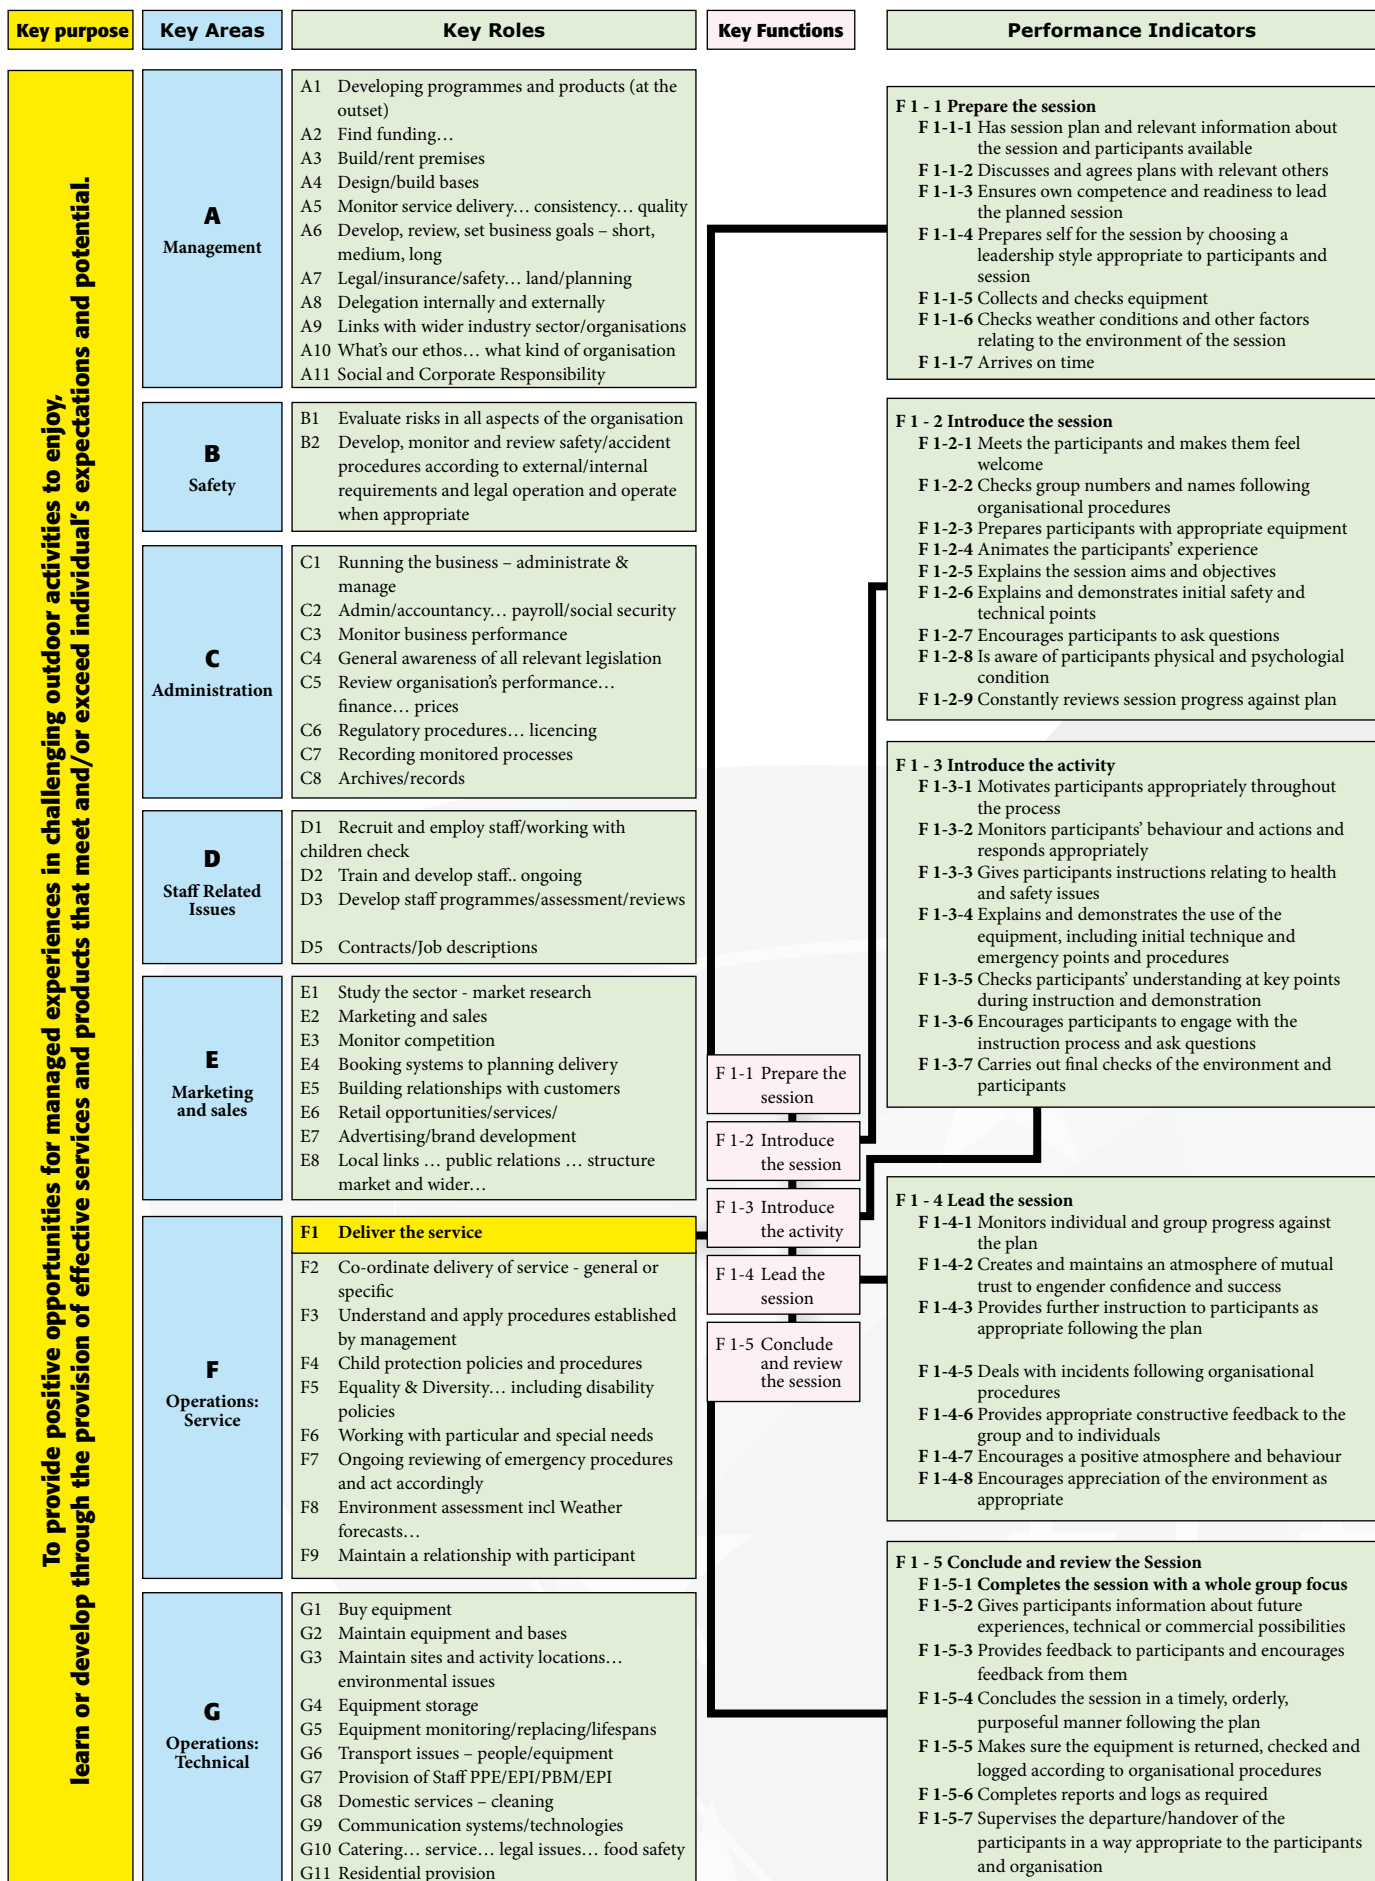 Key purpose
Key Areas
Key Roles
Key Functions
Performance Indicators
To provide positive opportunities for managed experiences in challenging outdoor activities to enjoy,
learn or develop through the provision of effective services and products that meet and/or exceed individual's expectations and potential.
A
Management
A1 Developing programmes and products (at the
outset)
A2 Find funding…
A3 Build/rent premises
A4 Design/build bases
A5 Monitor service delivery… consistency… quality
A6 Develop, review, set business goals – short,
medium, long
A7 Legal/insurance/safety… land/planning
A8 Delegation internally and externally
A9 Links with wider industry sector/organisations
A10 What's our ethos… what kind of organisation
A11 Social and Corporate Responsibility
B
Safety
B1 Evaluate risks in all aspects of the organisation
B2 Develop, monitor and review safety/accident
procedures according to external/internal
requirements and legal operation and operate
when appropriate
C
Administration
C1 Running the business – administrate &
manage
C2 Admin/accountancy… payroll/social security
C3 Monitor business performance
C4 General awareness of all relevant legislation
C5 Review organisation's performance…
finance… prices
C6 Regulatory procedures… licencing
C7 Recording monitored processes
C8 Archives/records
D
Staff Related
Issues
D1 Recruit and employ staff/working with
children check
D2 Train and develop staff.. ongoing
D3 Develop staff programmes/assessment/reviews
D5 Contracts/Job descriptions
E
Marketing
and sales
E1 Study the sector - market research
E2 Marketing and sales
E3 Monitor competition
E4 Booking systems to planning delivery
E5 Building relationships with customers
E6 Retail opportunities/services/
E7 Advertising/brand development
E8 Local links … public relations … structure
market and wider…
F
Operations:
Service
F1 Deliver the service
F2 Co-ordinate delivery of service - general or
specific
F3 Understand and apply procedures established
by management
F4 Child protection policies and procedures
F5 Equality & Diversity… including disability
policies
F6 Working with particular and special needs
F7 Ongoing reviewing of emergency procedures
and act accordingly
F8 Environment assessment incl Weather
forecasts…
F9 Maintain a relationship with participant
G
Operations:
Technical
G1 Buy equipment
G2 Maintain equipment and bases
G3 Maintain sites and activity locations…
environmental issues
G4 Equipment storage
G5 Equipment monitoring/replacing/lifespans
G6 Transport issues – people/equipment
G7 Provision of Staff PPE/EPI/PBM/EPI
G8 Domestic services – cleaning
G9 Communication systems/technologies
G10 Catering… service… legal issues… food safety
G11 Residential provision
F 1-1 Prepare the
session
F 1-2 Introduce
the session
F 1-3 Introduce
the activity
F 1-4 Lead the
session
F 1-5 Conclude
and review
the session
F 1 - 1 Prepare the session
F 1-1-1 Has session plan and relevant information about
the session and participants available
F 1-1-2 Discusses and agrees plans with relevant others
F 1-1-3 Ensures own competence and readiness to lead
the planned session
F 1-1-4 Prepares self for the session by choosing a
leadership style appropriate to participants and
session
F 1-1-5 Collects and checks equipment
F 1-1-6 Checks weather conditions and other factors
relating to the environment of the session
F 1-1-7 Arrives on time
F 1 - 2 Introduce the session
F 1-2-1 Meets the participants and makes them feel
welcome
F 1-2-2 Checks group numbers and names following
organisational procedures
F 1-2-3 Prepares participants with appropriate equipment
F 1-2-4 Animates the participants' experience
F 1-2-5 Explains the session aims and objectives
F 1-2-6 Explains and demonstrates initial safety and
technical points
F 1-2-7 Encourages participants to ask questions
F 1-2-8 Is aware of participants physical and psychologial
condition
F 1-2-9 Constantly reviews session progress against plan
F 1 - 3 Introduce the activity
F 1-3-1 Motivates participants appropriately throughout
the process
F 1-3-2 Monitors participants' behaviour and actions and
responds appropriately
F 1-3-3 Gives participants instructions relating to health
and safety issues
F 1-3-4 Explains and demonstrates the use of the
equipment, including initial technique and
emergency points and procedures
F 1-3-5 Checks participants' understanding at key points
during instruction and demonstration
F 1-3-6 Encourages participants to engage with the
instruction process and ask questions
F 1-3-7 Carries out final checks of the environment and
participants
F 1 - 4 Lead the session
F 1-4-1 Monitors individual and group progress against
the plan
F 1-4-2 Creates and maintains an atmosphere of mutual
trust to engender confidence and success
F 1-4-3 Provides further instruction to participants as
appropriate following the plan
F 1-4-5 Deals with incidents following organisational
procedures
F 1-4-6 Provides appropriate constructive feedback to the
group and to individuals
F 1-4-7 Encourages a positive atmosphere and behaviour
F 1-4-8 Encourages appreciation of the environment as
appropriate
F 1 - 5 Conclude and review the Session
F 1-5-1 Completes the session with a whole group focus
F 1-5-2 Gives participants information about future
experiences, technical or commercial possibilities
F 1-5-3 Provides feedback to participants and encourages
feedback from them
F 1-5-4 Concludes the session in a timely, orderly,
purposeful manner following the plan
F 1-5-5 Makes sure the equipment is returned, checked and
logged according to organisational procedures
F 1-5-6 Completes reports and logs as required
F 1-5-7 Supervises the departure/handover of the
participants in a way appropriate to the participants
and organisation